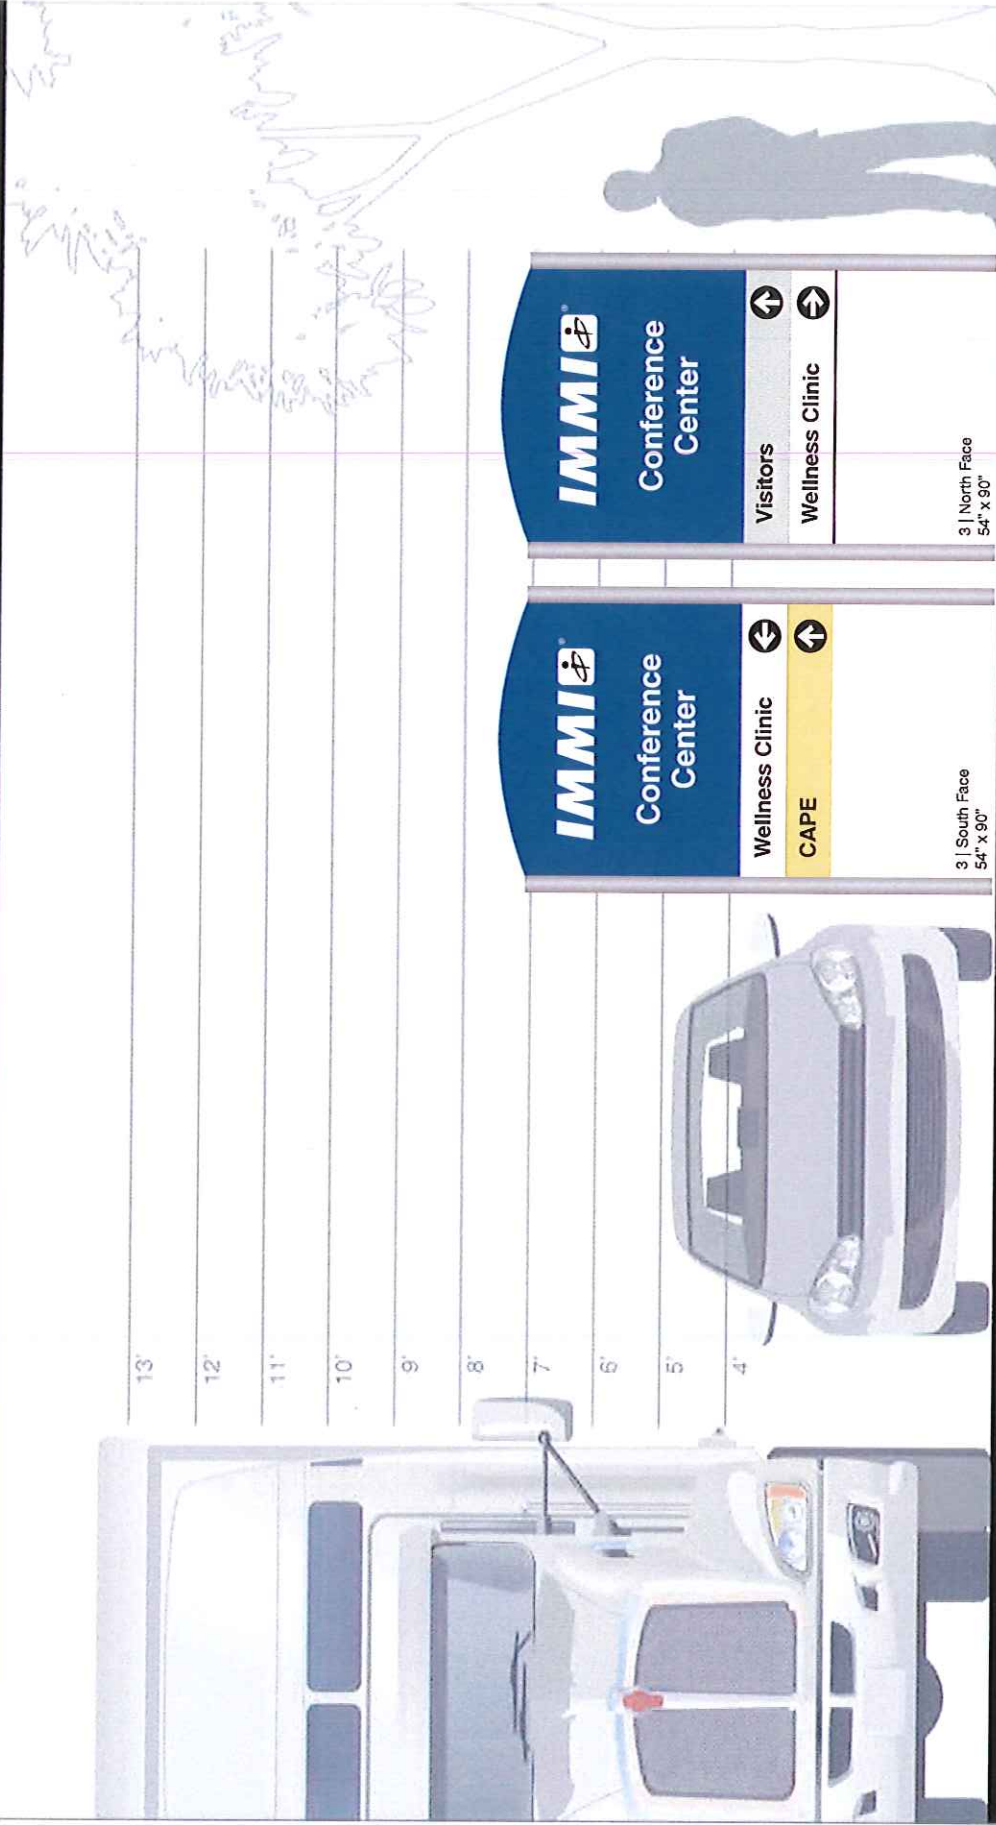 13'
12'
11'
10'
9'
8'
7'
6'
5'
4'
IMMI®
Conference
Center
Wellness Clinic
CAPE
3 | South Face
54" x 90"
IMMI®
Conference
Center
Visitors
Wellness Clinic
3 | North Face
54" x 90"